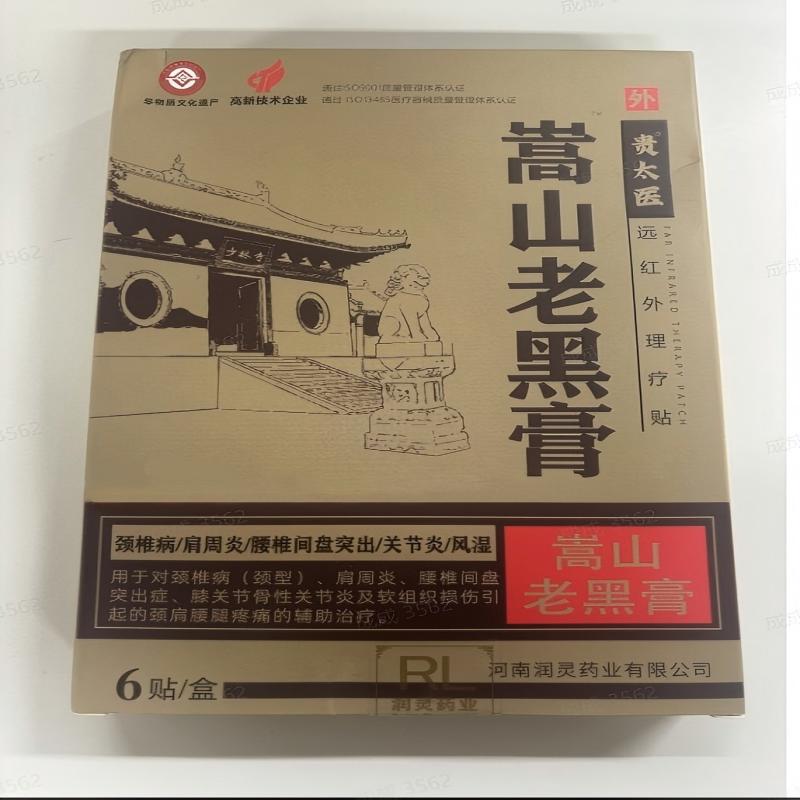 非物质文化遗产
高新技术企业
通过ISO9001质量管理体系认证
通过ISO13485医疗器械质量管理体系认证
外
贵太医
远红外理疗贴
FAR INFRARED THERAPY PATCH
嵩山老黑膏
TM
少林寺
颈椎病/肩周炎/腰椎间盘突出/关节炎/风湿
用于对颈椎病（颈型）、肩周炎、腰椎间盘
突出症、膝关节骨性关节炎及软组织损伤引
起的颈肩腰腿疼痛的辅助治疗。
嵩山
老黑膏
6贴/盒
RL
润灵药业
河南润灵药业有限公司
成成 3562